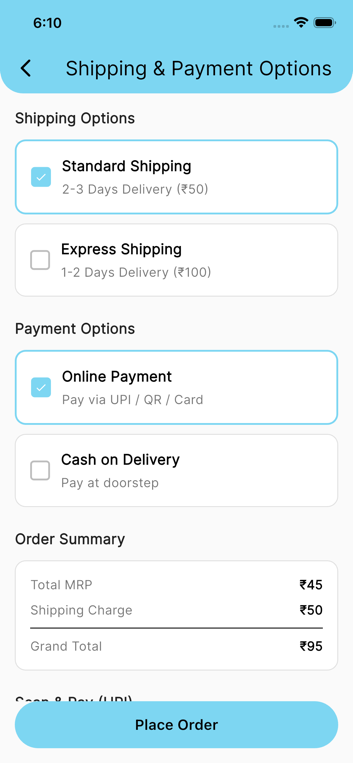 6:10
Shipping & Payment Options
Shipping Options
Standard Shipping
2-3 Days Delivery (₹50)
Express Shipping
1-2 Days Delivery (₹100)
Payment Options
Online Payment
Pay via UPI / QR / Card
Cash on Delivery
Pay at doorstep
Order Summary
Total MRP ₹45
Shipping Charge ₹50
Grand Total ₹95
Scan & Pay (UPI)
Place Order